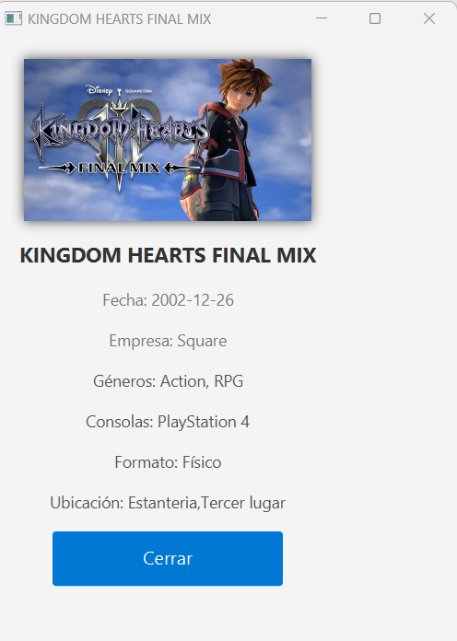 KINGDOM HEARTS FINAL MIX
Disney SQUARE ENIX
KINGDOM HEARTS
FINAL MIX
KINGDOM HEARTS FINAL MIX
Fecha: 2002-12-26
Empresa: Square
Géneros: Action, RPG
Consolas: PlayStation 4
Formato: Físico
Ubicación: Estanteria,Tercer lugar
Cerrar